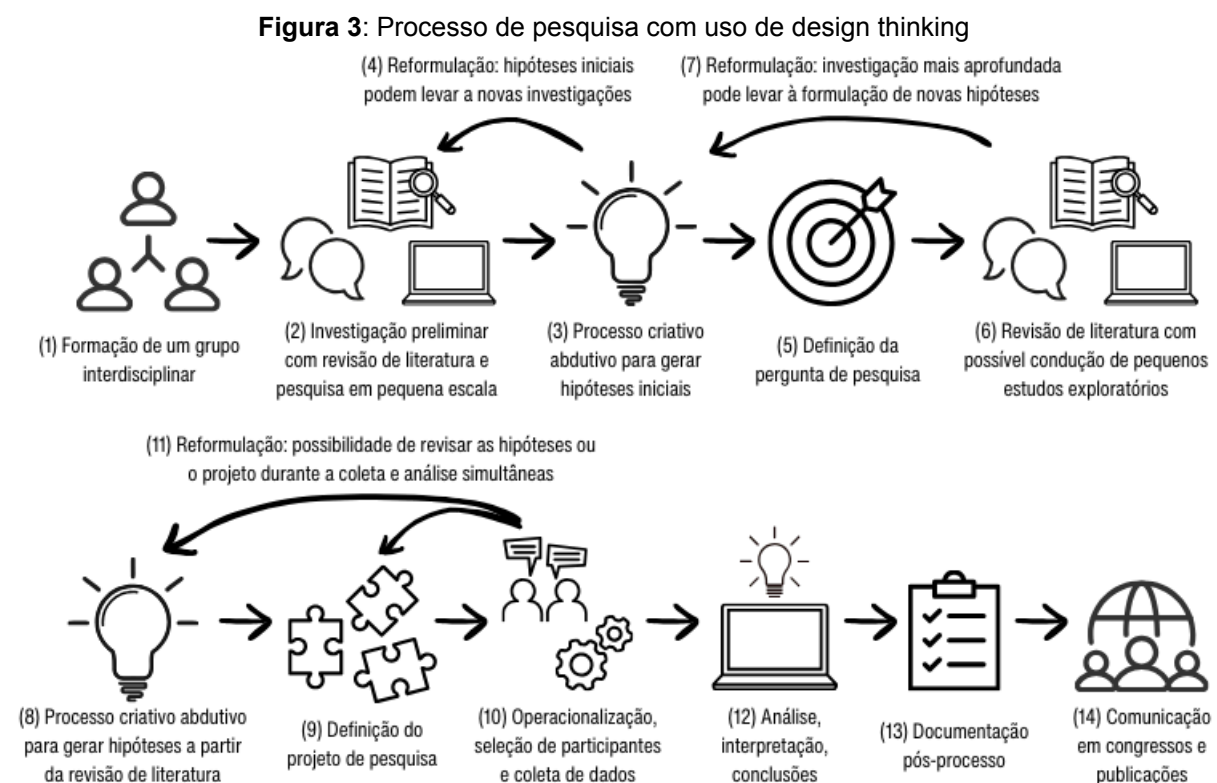 Figura 3: Processo de pesquisa com uso de design thinking
(4) Reformulação: hipóteses iniciais
podem levar a novas investigações
(7) Reformulação: investigação mais aprofundada
pode levar à formulação de novas hipóteses
(1) Formação de um grupo
interdisciplinar
(2) Investigação preliminar
com revisão de literatura e
pesquisa em pequena escala
(3) Processo criativo
abdutivo para gerar
hipóteses iniciais
(5) Definição da
pergunta de pesquisa
(6) Revisão de literatura com
possível condução de pequenos
estudos exploratórios
(11) Reformulação: possibilidade de revisar as hipóteses ou
o projeto durante a coleta e análise simultâneas
(8) Processo criativo abdutivo
para gerar hipóteses a partir
da revisão de literatura
(9) Definição do
projeto de pesquisa
(10) Operacionalização,
seleção de participantes
e coleta de dados
(12) Análise,
interpretação,
conclusões
(13) Documentação
pós-processo
(14) Comunicação
em congressos e
publicações